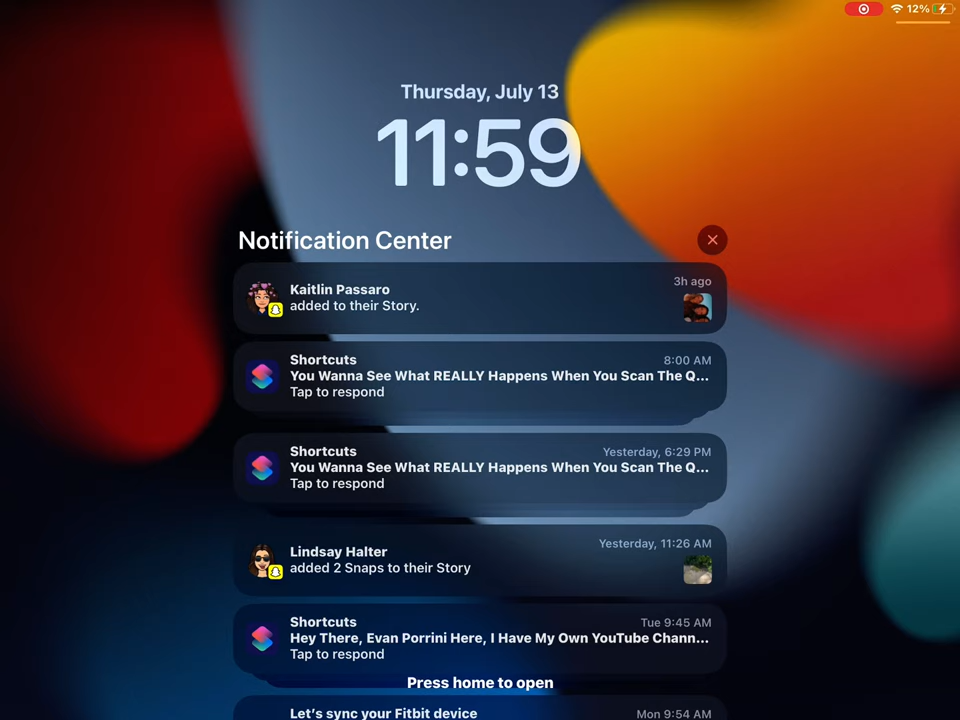 12%
Thursday, July 13
11:59
Notification Center
Kaitlin Passaro
3h ago
added to their Story.
Shortcuts
8:00 AM
You Wanna See What REALLY Happens When You Scan The Q...
Tap to respond
Shortcuts
Yesterday, 6:29 PM
You Wanna See What REALLY Happens When You Scan The Q...
Tap to respond
Lindsay Halter
Yesterday, 11:26 AM
added 2 Snaps to their Story
Shortcuts
Tue 9:45 AM
Hey There, Evan Porrini Here, I Have My Own YouTube Chann...
Tap to respond
Press home to open
Let's sync your Fitbit device
Mon 9:54 AM